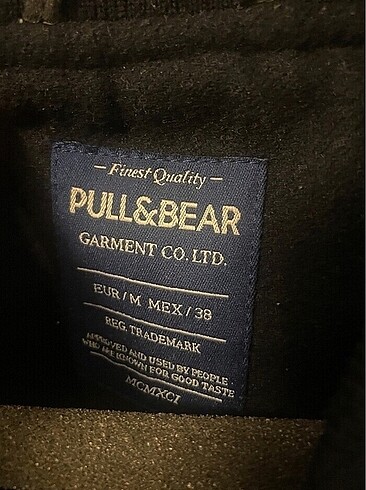 — Finest Quality —
PULL&BEAR
GARMENT CO. LTD.
EUR / M MEX / 38
REG. TRADEMARK
APPROVED AND USED BY PEOPLE
WHO ARE KNOWN FOR GOOD TASTE
MCMXCI